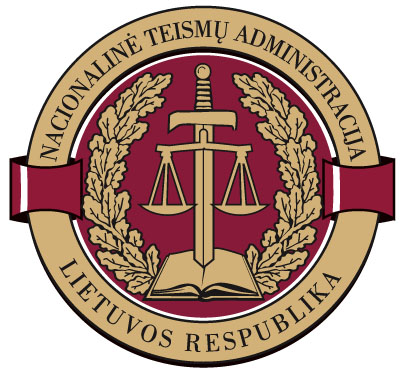 NACIONALINĖ TEISMŲ ADMINISTRACIJA
LIETUVOS RESPUBLIKA